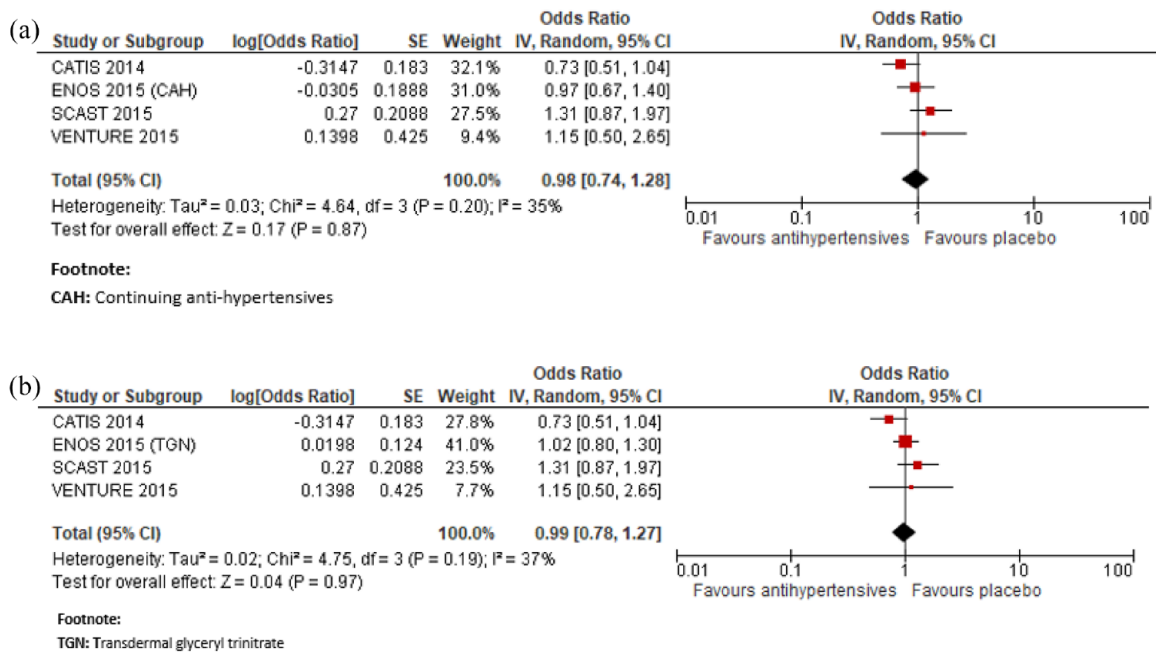 (a)
Odds Ratio Odds Ratio
Study or Subgroup log[Odds Ratio] SE Weight IV, Random, 95% CI IV, Random, 95% CI
CATIS 2014 -0.3147 0.183 32.1% 0.73 [0.51, 1.04]
ENOS 2015 (CAH) -0.0305 0.1888 31.0% 0.97 [0.67, 1.40]
SCAST 2015 0.27 0.2088 27.5% 1.31 [0.87, 1.97]
VENTURE 2015 0.1398 0.425 9.4% 1.15 [0.50, 2.65]
Total (95% CI) 100.0% 0.98 [0.74, 1.28]
Heterogeneity: Tau² = 0.03; Chi² = 4.64, df = 3 (P = 0.20); I² = 35%
Test for overall effect: Z = 0.17 (P = 0.87)
0.01 0.1 1 10 100
Favours antihypertensives Favours placebo
Footnote:
CAH: Continuing anti-hypertensives
(b)
Odds Ratio Odds Ratio
Study or Subgroup log[Odds Ratio] SE Weight IV, Random, 95% CI IV, Random, 95% CI
CATIS 2014 -0.3147 0.183 27.8% 0.73 [0.51, 1.04]
ENOS 2015 (TGN) 0.0198 0.124 41.0% 1.02 [0.80, 1.30]
SCAST 2015 0.27 0.2088 23.5% 1.31 [0.87, 1.97]
VENTURE 2015 0.1398 0.425 7.7% 1.15 [0.50, 2.65]
Total (95% CI) 100.0% 0.99 [0.78, 1.27]
Heterogeneity: Tau² = 0.02; Chi² = 4.75, df = 3 (P = 0.19); I² = 37%
Test for overall effect: Z = 0.04 (P = 0.97)
0.01 0.1 1 10 100
Favours antihypertensives Favours placebo
Footnote:
TGN: Transdermal glyceryl trinitrate